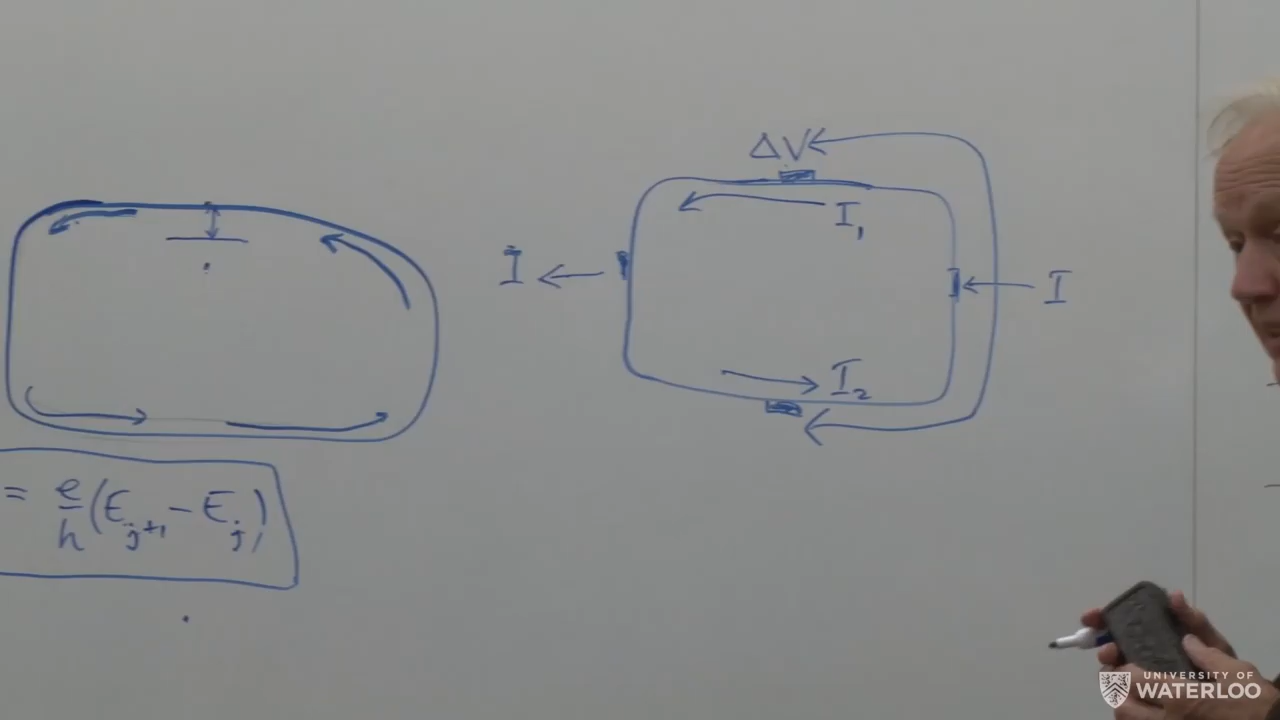 ΔV
I₁
I
I
I₂
= e/h (E_{j+1} - E_j)
UNIVERSITY OF
WATERLOO